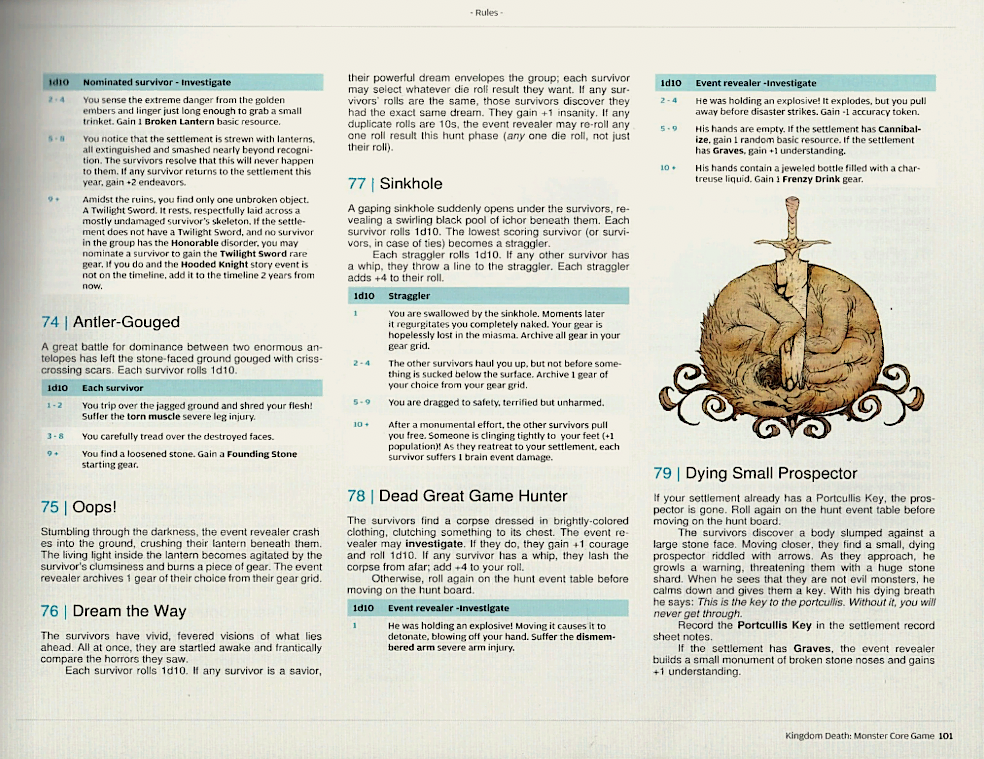 - Rules -
1d10 Nominated survivor - Investigate
2 - 4 You sense the extreme danger from the golden
embers and linger just long enough to grab a small
trinket. Gain 1 Broken Lantern basic resource.
5 - 8 You notice that the settlement is strewn with lanterns,
all extinguished and smashed nearly beyond recogni-
tion. The survivors resolve that this will never happen
to them. If any survivor returns to the settlement this
year, gain +2 endeavors.
9 + Amidst the ruins, you find only one unbroken object.
A Twilight Sword. It rests, respectfully laid across a
mostly undamaged survivor's skeleton. If the settle-
ment does not have a Twilight Sword, and no survivor
in the group has the Honorable disorder, you may
nominate a survivor to gain the Twilight Sword rare
gear. If you do and the Hooded Knight story event is
not on the timeline, add it to the timeline 2 years from
now.
74 | Antler-Gouged
A great battle for dominance between two enormous an-
telopes has left the stone-faced ground gouged with criss-
crossing scars. Each survivor rolls 1d10.
1d10 Each survivor
1 - 2 You trip over the jagged ground and shred your flesh!
Suffer the torn muscle severe leg injury.
3 - 8 You carefully tread over the destroyed faces.
9 + You find a loosened stone. Gain a Founding Stone
starting gear.
75 | Oops!
Stumbling through the darkness, the event revealer crash
es into the ground, crushing their lantern beneath them.
The living light inside the lantern becomes agitated by the
survivor's clumsiness and burns a piece of gear. The event
revealer archives 1 gear of their choice from their gear grid.
76 | Dream the Way
The survivors have vivid, fevered visions of what lies
ahead. All at once, they are startled awake and frantically
compare the horrors they saw.
Each survivor rolls 1d10. If any survivor is a savior,
their powerful dream envelopes the group; each survivor
may select whatever die roll result they want. If any sur-
vivors' rolls are the same, those survivors discover they
had the exact same dream. They gain +1 insanity. If any
duplicate rolls are 10s, the event revealer may re-roll any
one roll result this hunt phase (any one die roll, not just
their roll).
77 | Sinkhole
A gaping sinkhole suddenly opens under the survivors, re-
vealing a swirling black pool of ichor beneath them. Each
survivor rolls 1d10. The lowest scoring survivor (or survi-
vors, in case of ties) becomes a straggler.
Each straggler rolls 1d10. If any other survivor has
a whip, they throw a line to the straggler. Each straggler
adds +4 to their roll.
1d10 Straggler
1 You are swallowed by the sinkhole. Moments later
it regurgitates you completely naked. Your gear is
hopelessly lost in the miasma. Archive all gear in your
gear grid.
2 - 4 The other survivors haul you up, but not before some-
thing is sucked below the surface. Archive 1 gear of
your choice from your gear grid.
5 - 9 You are dragged to safety, terrified but unharmed.
10 + After a monumental effort, the other survivors pull
you free. Someone is clinging tightly to your feet (+1
population)! As they reatreat to your settlement, each
survivor suffers 1 brain event damage.
78 | Dead Great Game Hunter
The survivors find a corpse dressed in brightly-colored
clothing, clutching something to its chest. The event re-
vealer may investigate. If they do, they gain +1 courage
and roll 1d10. If any survivor has a whip, they lash the
corpse from afar; add +4 to your roll.
Otherwise, roll again on the hunt event table before
moving on the hunt board.
1d10 Event revealer -Investigate
1 He was holding an explosive! Moving it causes it to
detonate, blowing off your hand. Suffer the dismem-
bered arm severe arm injury.
1d10 Event revealer -Investigate
2 - 4 He was holding an explosive! It explodes, but you pull
away before disaster strikes. Gain -1 accuracy token.
5 - 9 His hands are empty. If the settlement has Cannibal-
ize, gain 1 random basic resource. If the settlement
has Graves, gain +1 understanding.
10 + His hands contain a jeweled bottle filled with a char-
treuse liquid. Gain 1 Frenzy Drink gear.
79 | Dying Small Prospector
If your settlement already has a Portcullis Key, the pros-
pector is gone. Roll again on the hunt event table before
moving on the hunt board.
The survivors discover a body slumped against a
large stone face. Moving closer, they find a small, dying
prospector riddled with arrows. As they approach, he
growls a warning, threatening them with a huge stone
shard. When he sees that they are not evil monsters, he
calms down and gives them a key. With his dying breath
he says: This is the key to the portcullis. Without it, you will
never get through.
Record the Portcullis Key in the settlement record
sheet notes.
If the settlement has Graves, the event revealer
builds a small monument of broken stone noses and gains
+1 understanding.
Kingdom Death: Monster Core Game 101